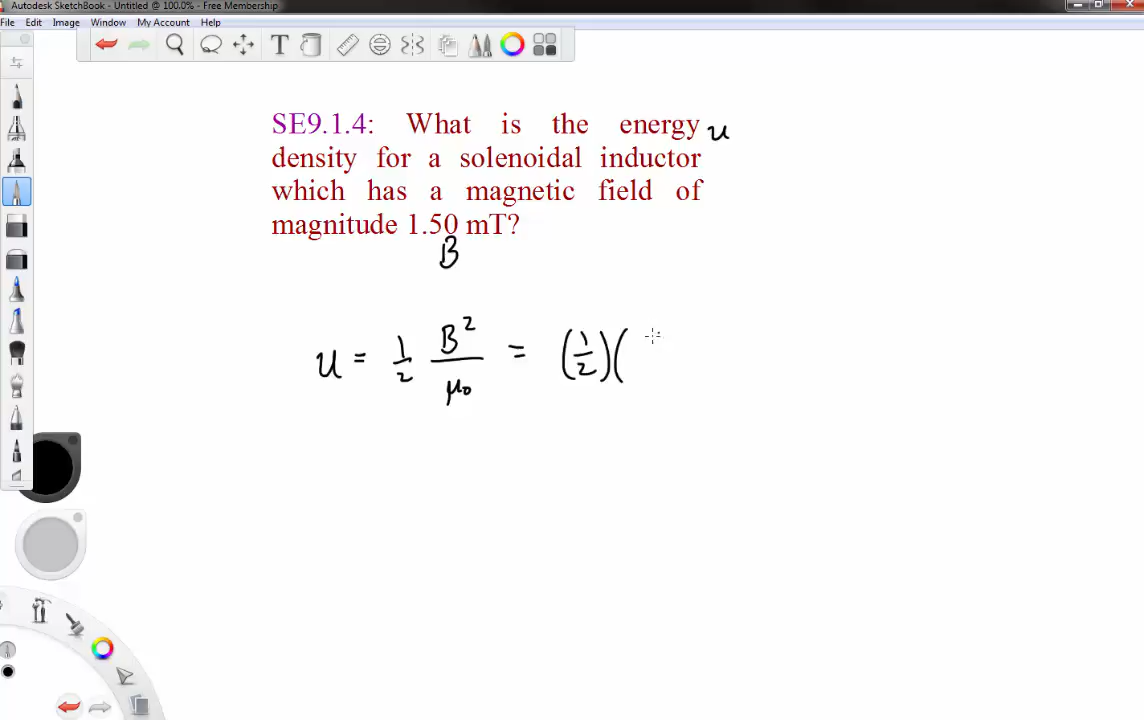 Autodesk SketchBook - Untitled @ 100.0% - Free Membership
File Edit Image Window My Account Help
SE9.1.4: What is the energy u
density for a solenoidal inductor
which has a magnetic field of
magnitude 1.50 mT?
B
u = 1/2 B²/μ₀ = (1/2)(